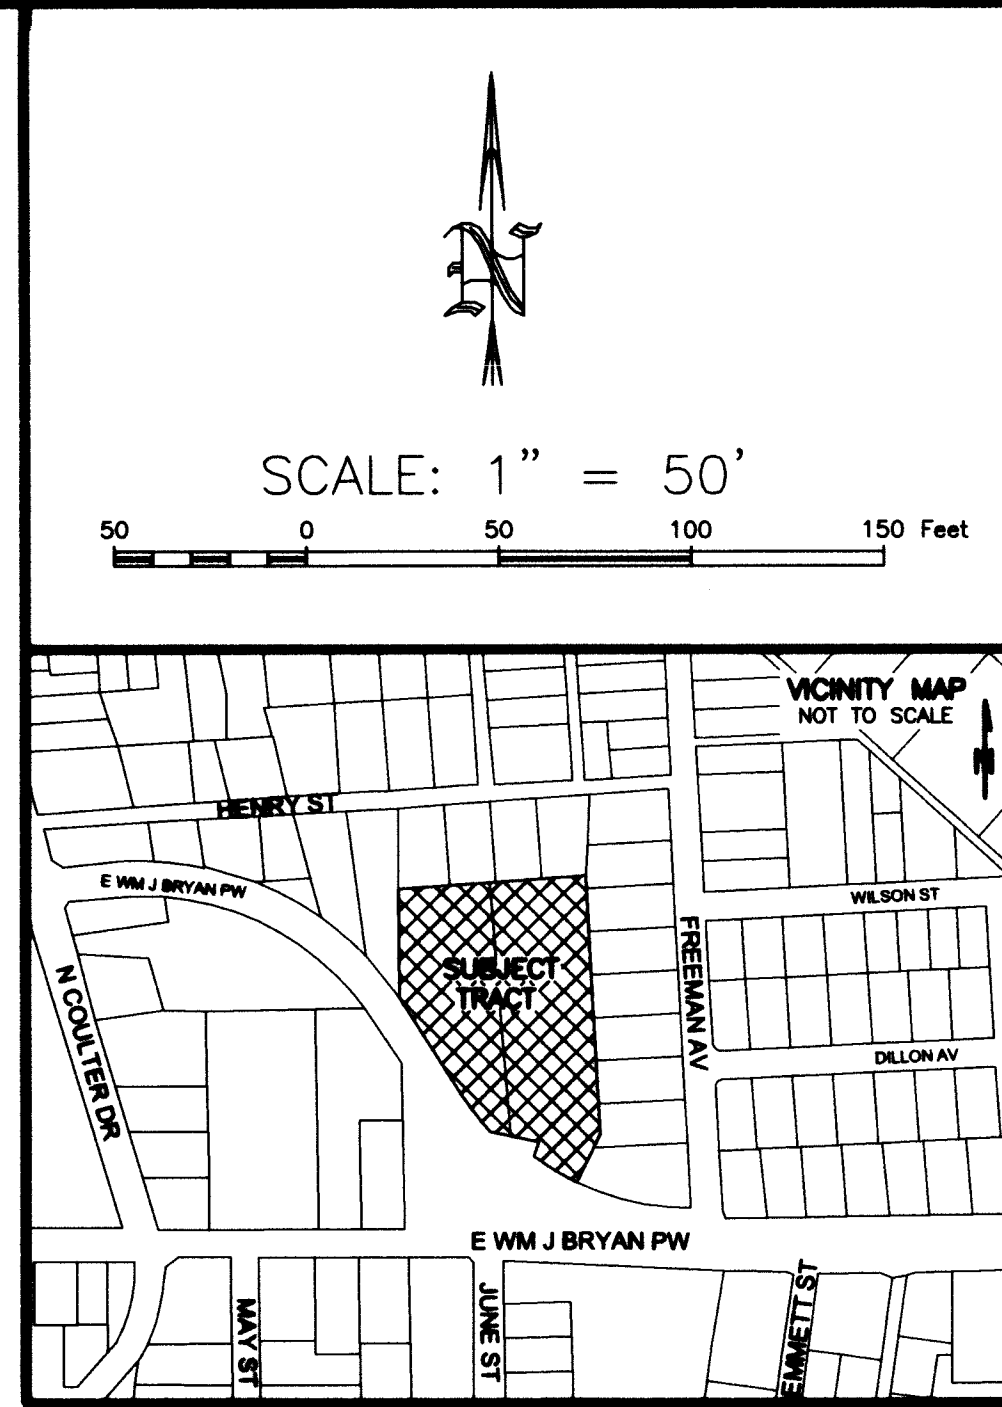 N
SCALE: 1" = 50'
50 0 50 100 150 Feet
VICINITY MAP
NOT TO SCALE
N
HENRY ST
E WM J BRYAN PW
WILSON ST
SUBJECT
TRACT
FREEMAN AV
N COULTER DR
DILLON AV
E WM J BRYAN PW
MAY ST
JUNE ST
EMMETT ST